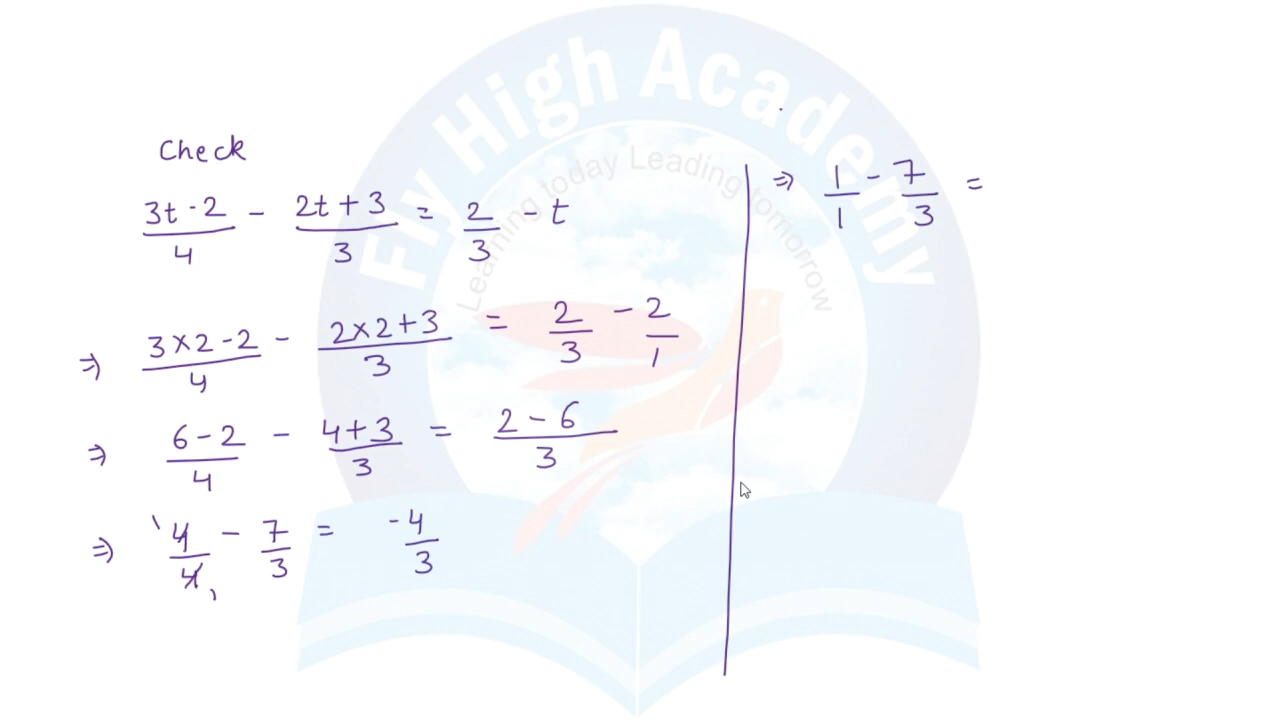 Fly High Academy
Learning today Leading tomorrow
Check
3t - 2/4 - 2t + 3/3 = 2/3 - t
⇒ 3×2-2/4 - 2×2+3/3 = 2/3 - 2/1
⇒ 6-2/4 - 4+3/3 = 2-6/3
⇒ 1 4/4 1 - 7/3 = -4/3
⇒ 1/1 - 7/3 =